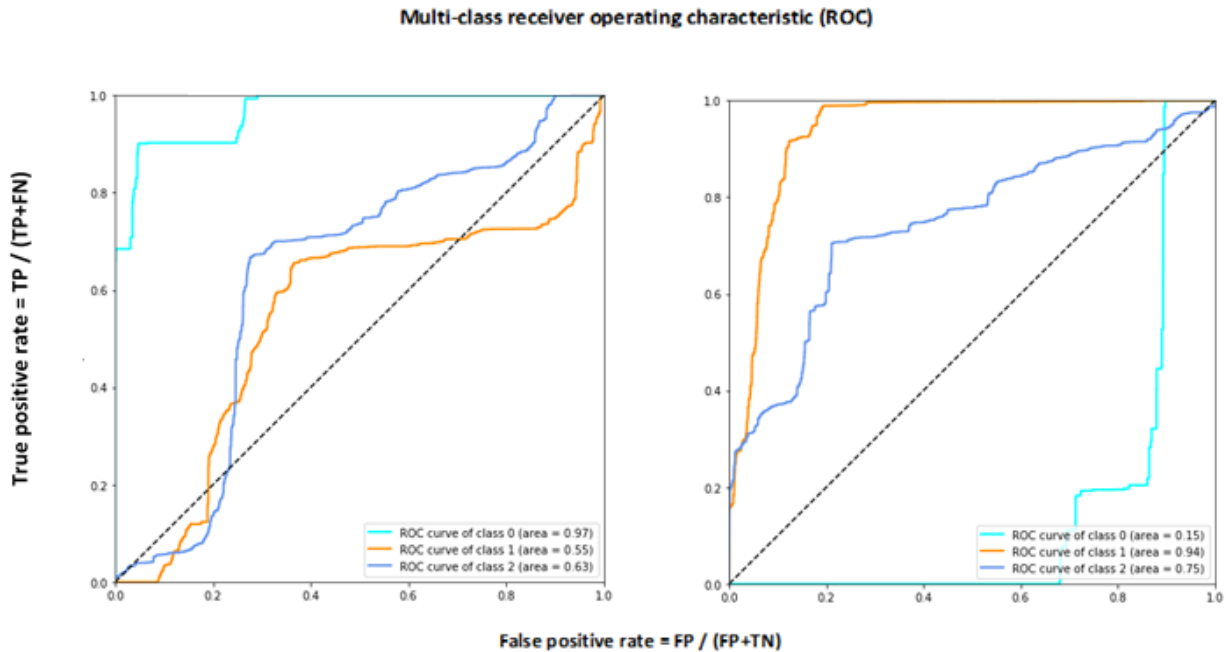 Multi-class receiver operating characteristic (ROC)
True positive rate = TP / (TP+FN)
1.0
0.8
0.6
0.4
0.2
0.0
0.0 0.2 0.4 0.6 0.8 1.0
ROC curve of class 0 (area = 0.97)
ROC curve of class 1 (area = 0.55)
ROC curve of class 2 (area = 0.63)
1.0
0.8
0.6
0.4
0.2
0.0
0.0 0.2 0.4 0.6 0.8 1.0
ROC curve of class 0 (area = 0.15)
ROC curve of class 1 (area = 0.94)
ROC curve of class 2 (area = 0.75)
False positive rate = FP / (FP+TN)